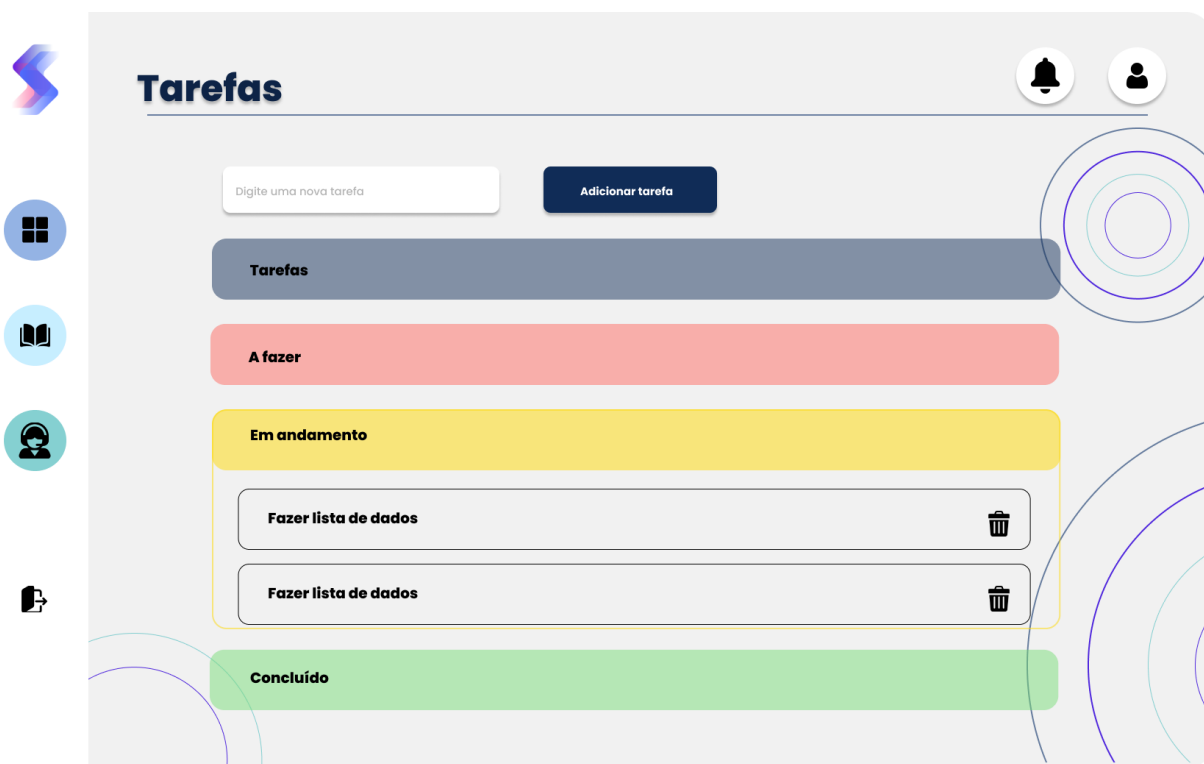 Tarefas
Digite uma nova tarefa
Adicionar tarefa
Tarefas
A fazer
Em andamento
Fazer lista de dados
Fazer lista de dados
Concluído